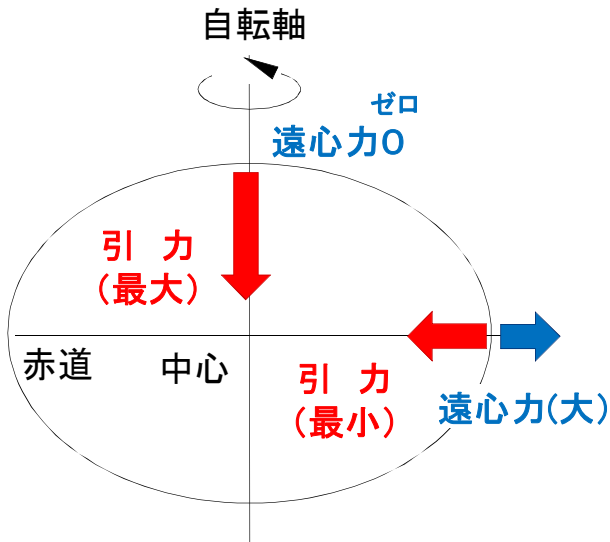 自転軸
ゼロ
遠心力0
引 力
(最大)
赤道
中心
引 力
(最小)
遠心力(大)